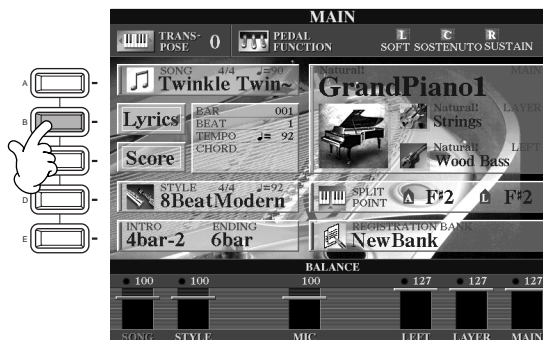 MAIN
TRANS-
POSE 0
PEDAL
FUNCTION
L C R
SOFT SOSTENUTO SUSTAIN
A
B
D
E
SONG 4/4 ♩=90
Twinkle Twin~
Lyrics
Score
BAR 001
BEAT 1
TEMPO ♩= 92
CHORD
Natural! MAIN
GrandPiano1
Natural! LAYER
Strings
Natural! LEFT
Wood Bass
STYLE 4/4 ♩=92
8BeatModern
SPLIT
POINT A F♯2 L F♯2
INTRO ENDING
4bar-2 6bar
REGISTRATION BANK
NewBank
BALANCE
100 100 100 127 127 127
SONG STYLE MIC LEFT LAYER MAIN